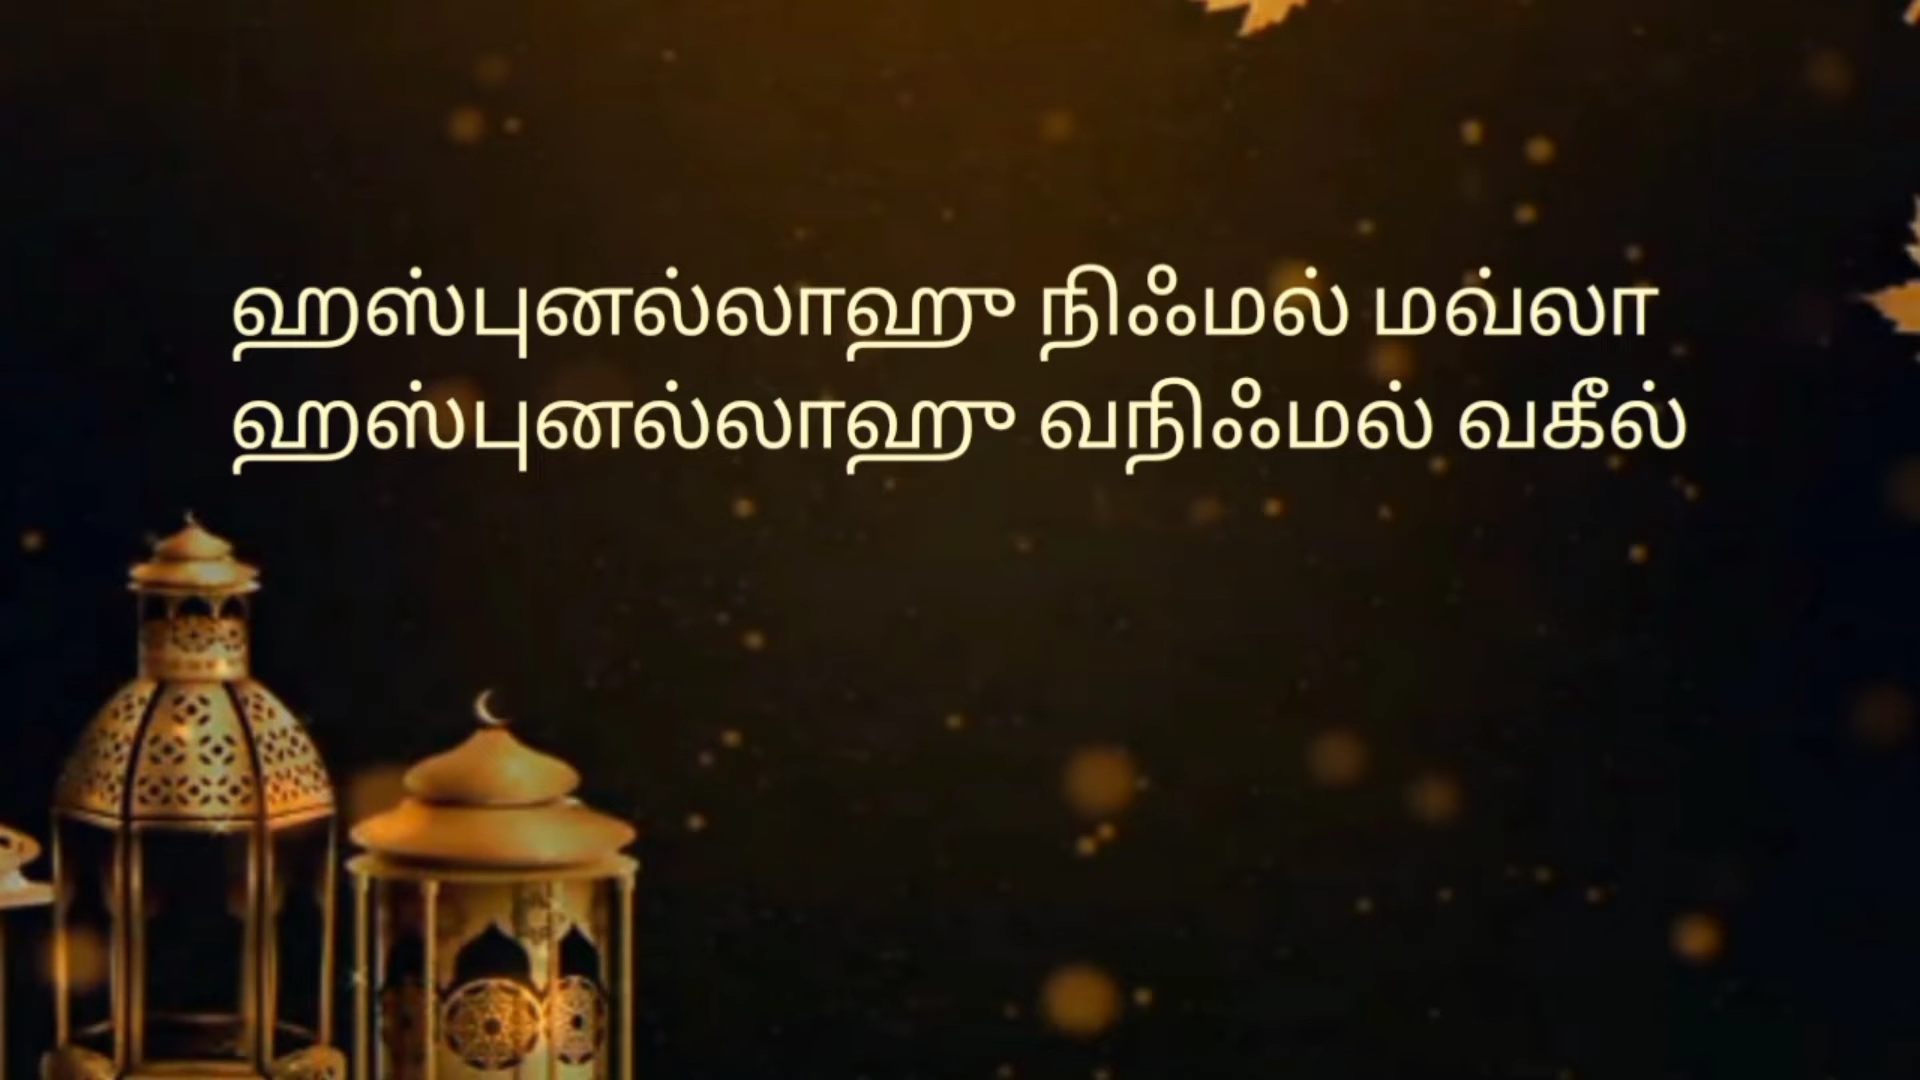 ஹஸ்புனல்லாஹு நிஃமல் மவ்லா
ஹஸ்புனல்லாஹு வநிஃமல் வகீல்